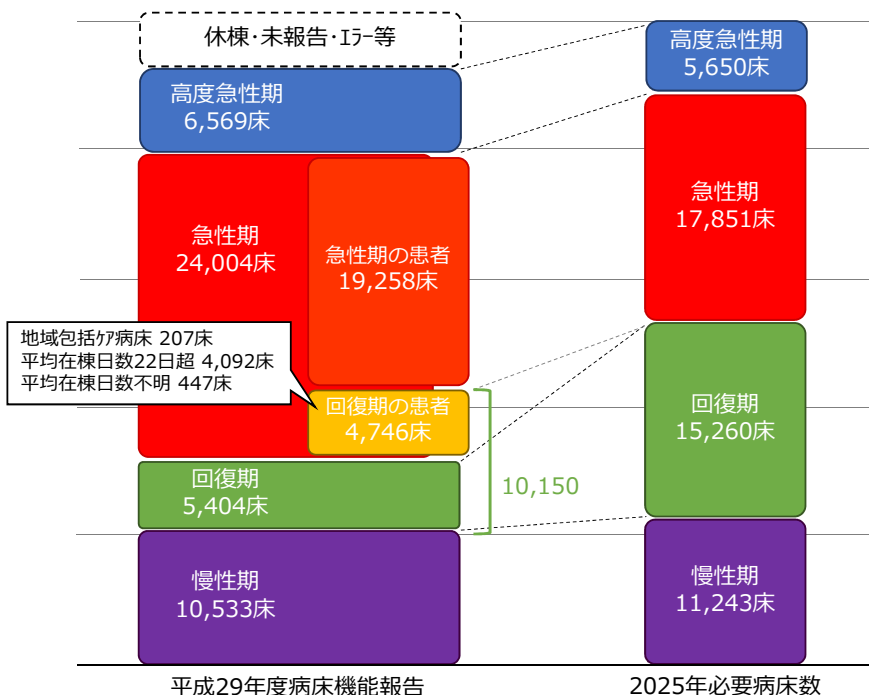 休棟・未報告・ｴﾗｰ等
高度急性期
6,569床
急性期
24,004床
急性期の患者
19,258床
地域包括ｹｱ病床 207床
平均在棟日数22日超 4,092床
平均在棟日数不明 447床
回復期の患者
4,746床
回復期
5,404床
10,150
慢性期
10,533床
平成29年度病床機能報告
高度急性期
5,650床
急性期
17,851床
回復期
15,260床
慢性期
11,243床
2025年必要病床数